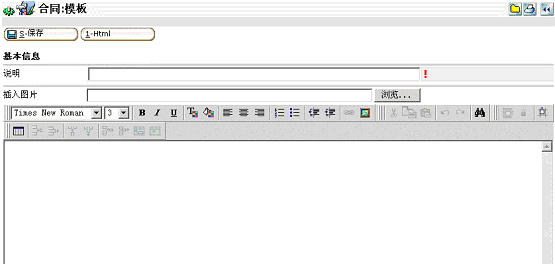 合同:模板
S-保存 1-Html
基本信息
说明 !
插入图片 浏览...
Times New Roman 3 B I U